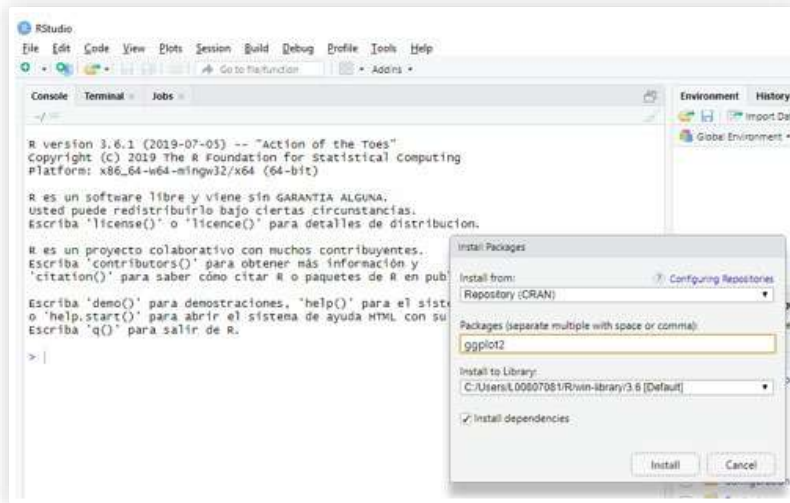 RStudio
File Edit Code View Plots Session Build Debug Profile Tools Help
Go to file/function Addins
Console Terminal Jobs
Environment History
~/
Import Da
Global Environment
R version 3.6.1 (2019-07-05) -- "Action of the Toes"
Copyright (C) 2019 The R Foundation for Statistical Computing
Platform: x86_64-w64-mingw32/x64 (64-bit)
R es un software libre y viene sin GARANTIA ALGUNA.
Usted puede redistribuirlo bajo ciertas circunstancias.
Escriba 'license()' o 'licence()' para detalles de distribucion.
R es un proyecto colaborativo con muchos contribuyentes.
Escriba 'contributors()' para obtener más información y
'citation()' para saber cómo citar R o paquetes de R en pub
Escriba 'demo()' para demostraciones, 'help()' para el sist
o 'help.start()' para abrir el sistema de ayuda HTML con su
Escriba 'q()' para salir de R.
>
Install Packages
Install from:
? Configuring Repositories
Repository (CRAN)
Packages (separate multiple with space or comma):
ggplot2
Install to Library:
C:/Users/L00807081/R/win-library/3.6 [Default]
Install dependencies
Install Cancel